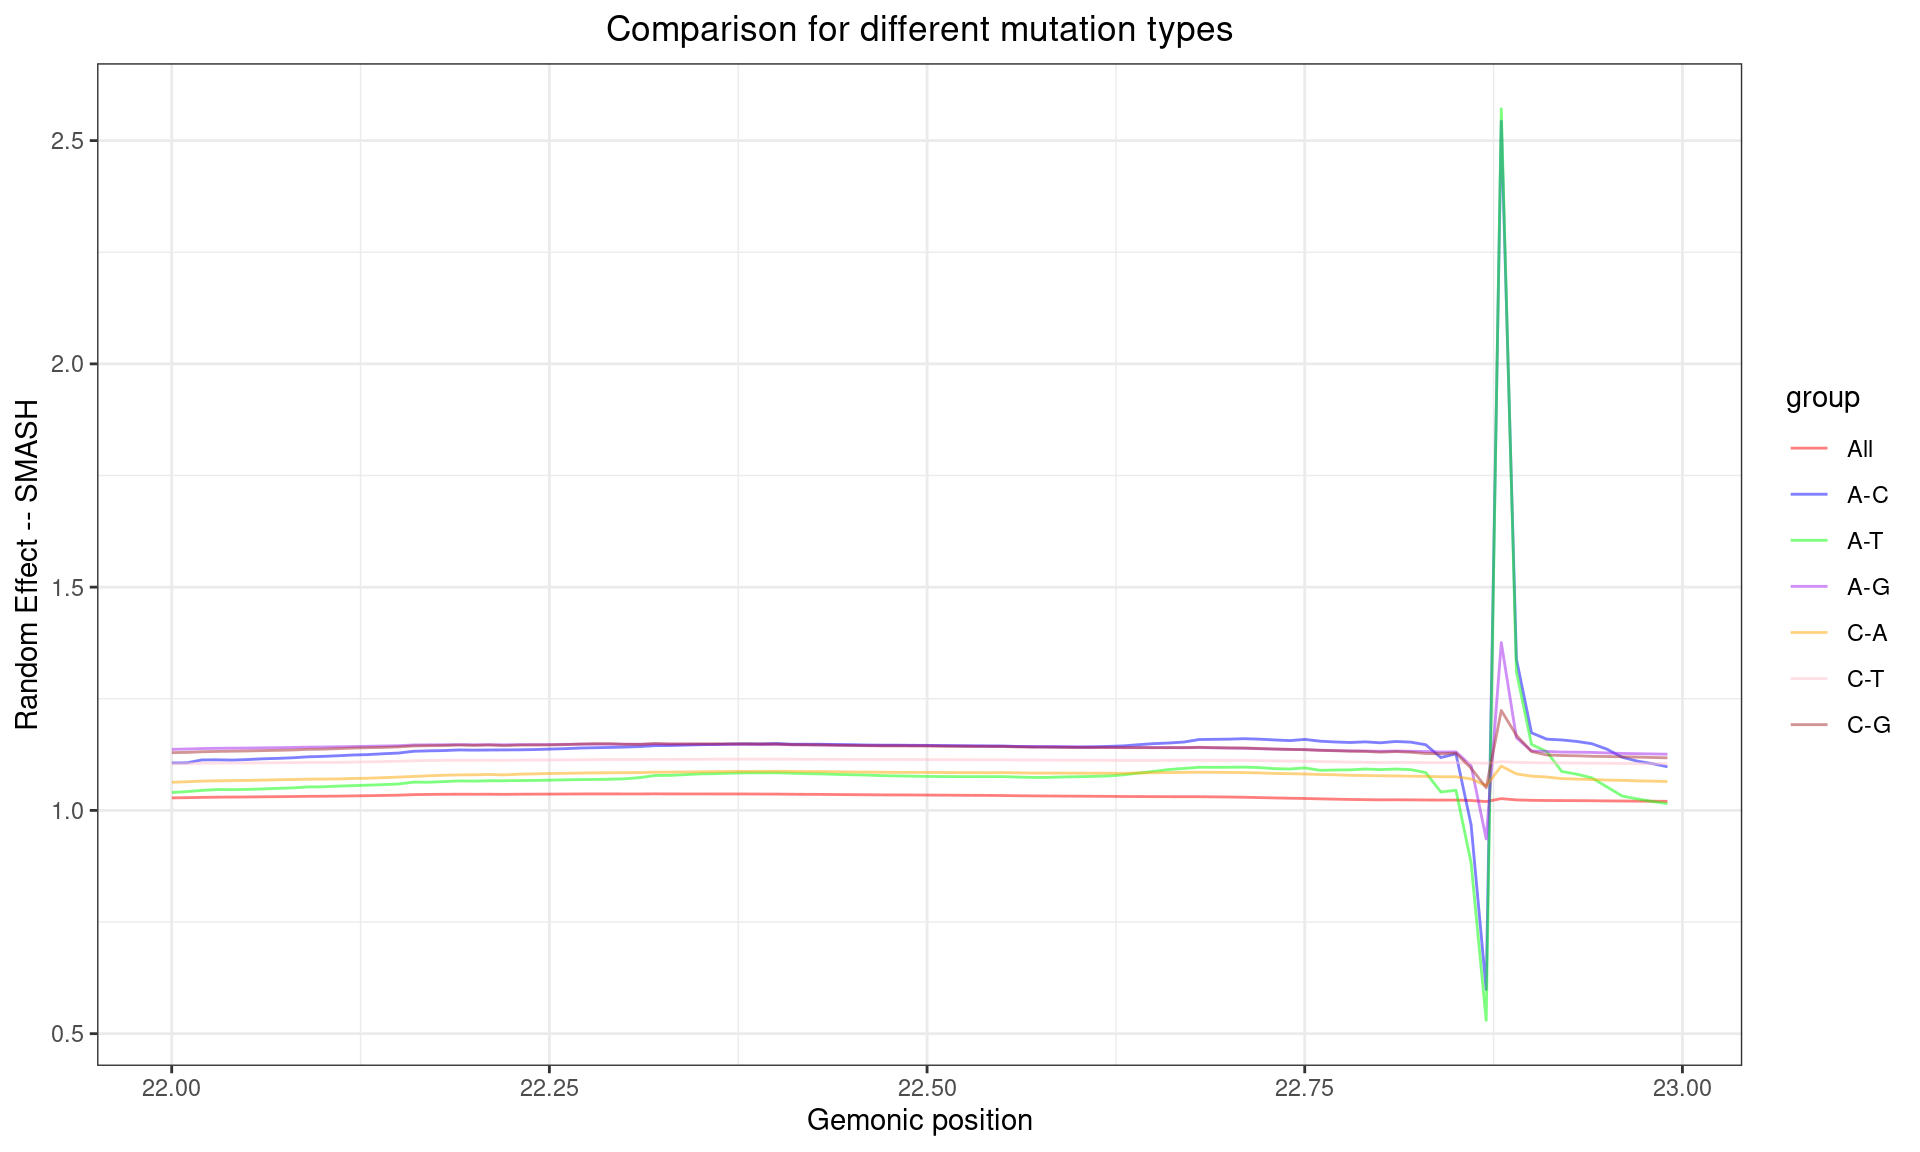 Comparison for different mutation types
Random Effect -- SMASH
2.5
2.0
1.5
1.0
0.5
22.00
22.25
22.50
22.75
23.00
Gemonic position
group
All
A-C
A-T
A-G
C-A
C-T
C-G